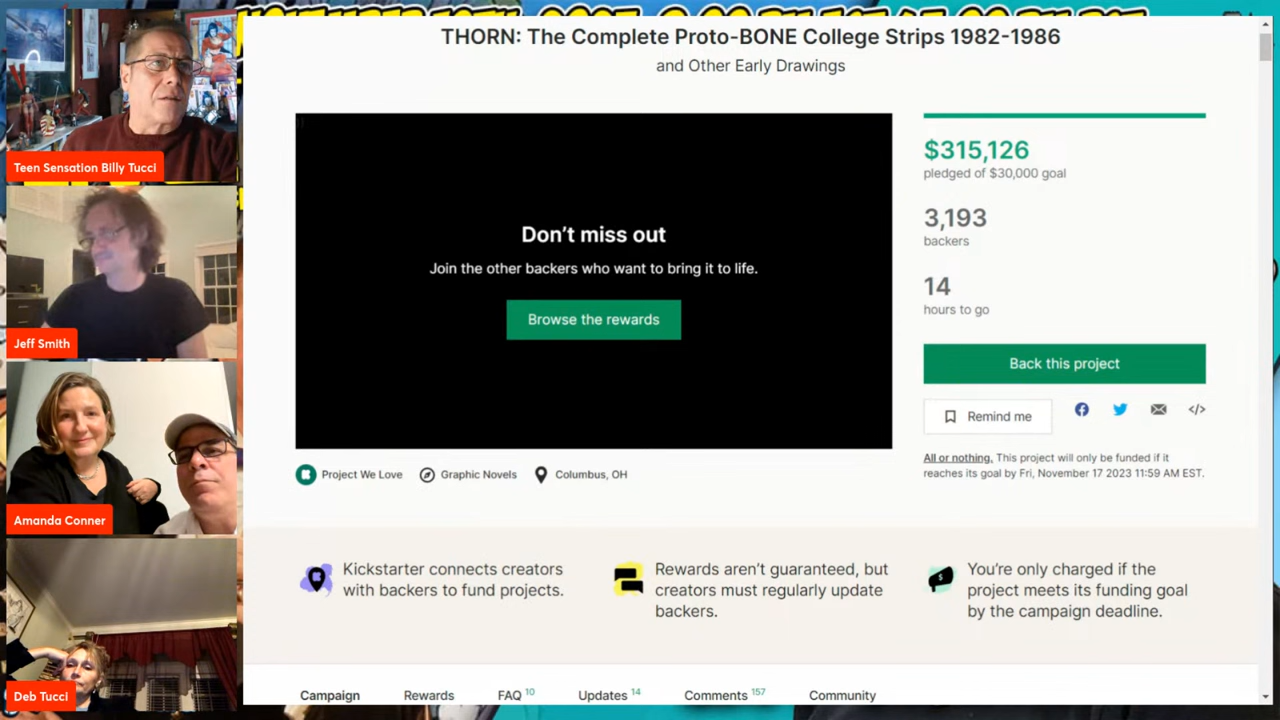 THORN: The Complete Proto-BONE College Strips 1982-1986
and Other Early Drawings
Teen Sensation Billy Tucci
Jeff Smith
Amanda Conner
Deb Tucci
Don't miss out
Join the other backers who want to bring it to life.
Browse the rewards
$315,126
pledged of $30,000 goal
3,193
backers
14
hours to go
Back this project
Remind me
All or nothing. This project will only be funded if it
reaches its goal by Fri, November 17 2023 11:59 AM EST.
Project We Love
Graphic Novels
Columbus, OH
Kickstarter connects creators
with backers to fund projects.
Rewards aren't guaranteed, but
creators must regularly update
backers.
You're only charged if the
project meets its funding goal
by the campaign deadline.
Campaign
Rewards
FAQ 10
Updates 14
Comments 157
Community